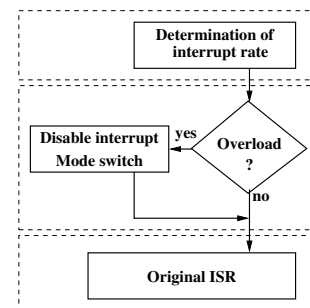 Determination of
interrupt rate
yes
Disable interrupt
Mode switch
Overload
?
no
Original ISR